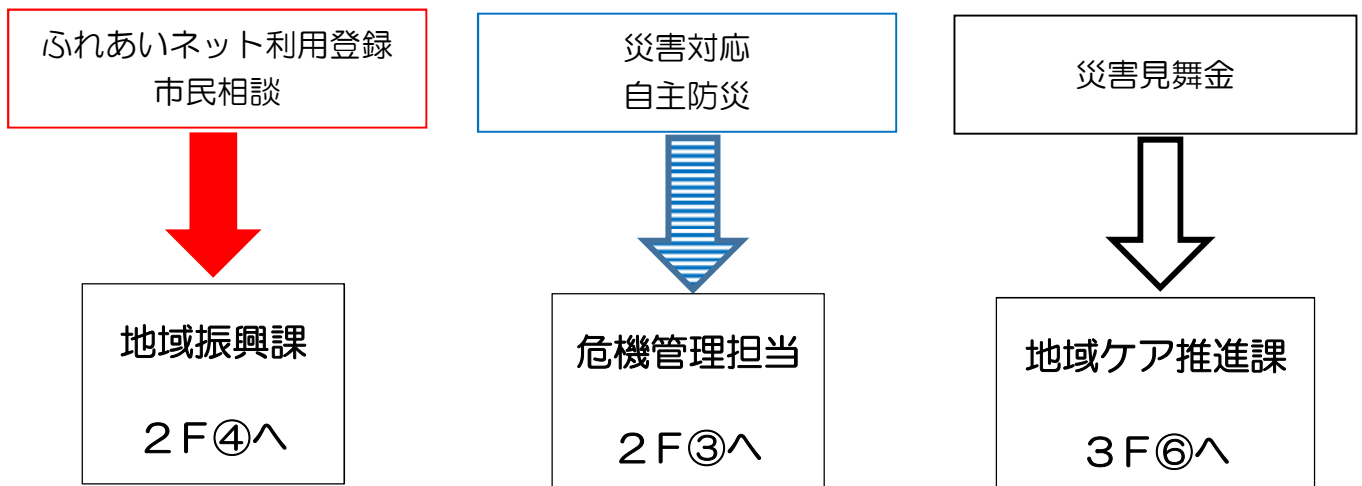 ふれあいネット利用登録
市民相談
災害対応
自主防災
災害見舞金
地域振興課
２Ｆ④へ
危機管理担当
２Ｆ③へ
地域ケア推進課
３Ｆ⑥へ